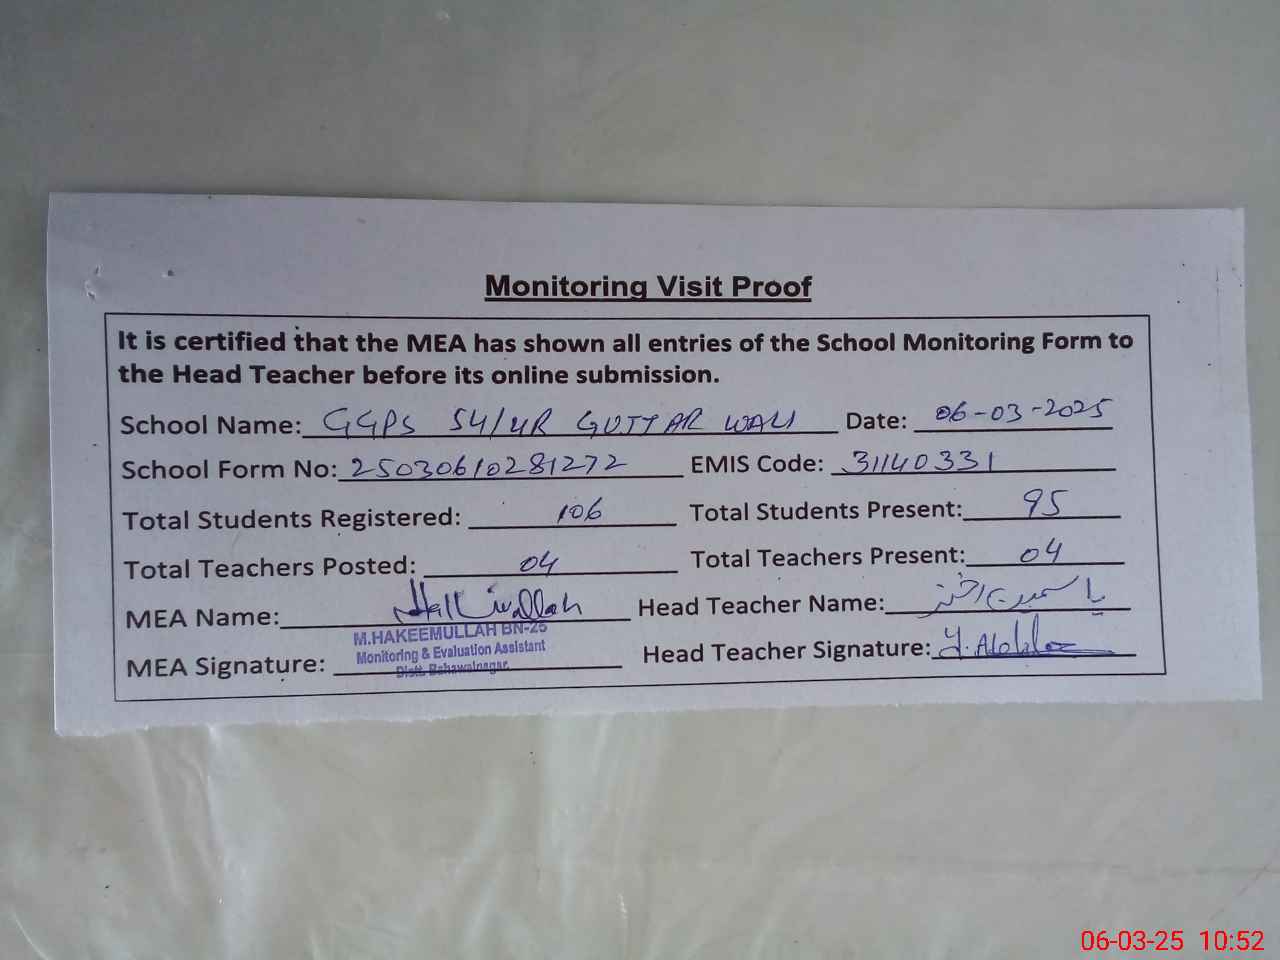 Monitoring Visit Proof
It is certified that the MEA has shown all entries of the School Monitoring Form to
the Head Teacher before its online submission.
School Name: GGPS 54/4R GUTTAR WALI Date: 06-03-2025
School Form No: 25030610281272 EMIS Code: 31140331
Total Students Registered: 106 Total Students Present: 95
Total Teachers Posted: 04 Total Teachers Present: 04
MEA Name: Head Teacher Name: یاسمین اختر
M.HAKEEMULLAH BN-25
Monitoring & Evaluation Assistant
Distt. Bahawalnagar
MEA Signature: Head Teacher Signature:
06-03-25 10:52